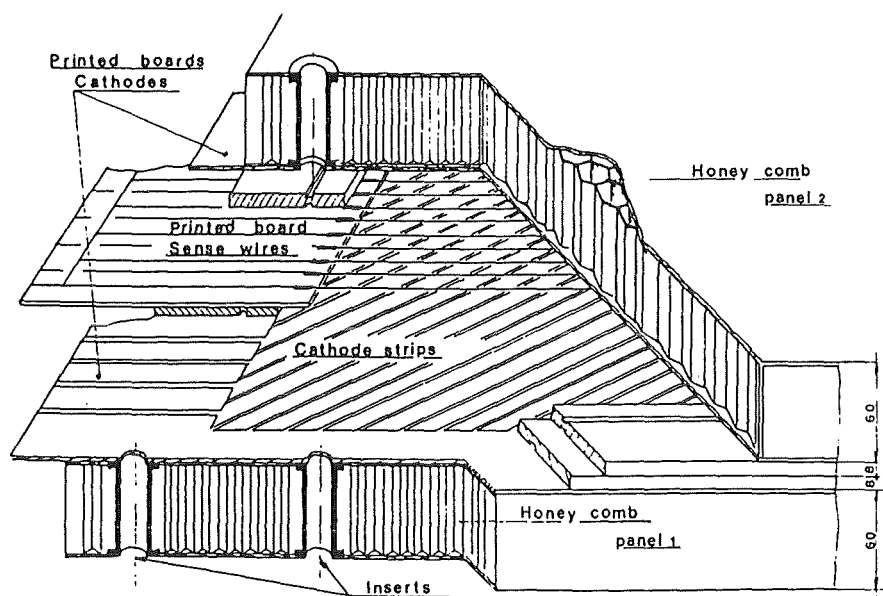 Printed boards
Cathodes
Honey comb
panel 2
Printed board
Sense wires
Cathode strips
60
8
8
Honey comb
panel 1
60
Inserts